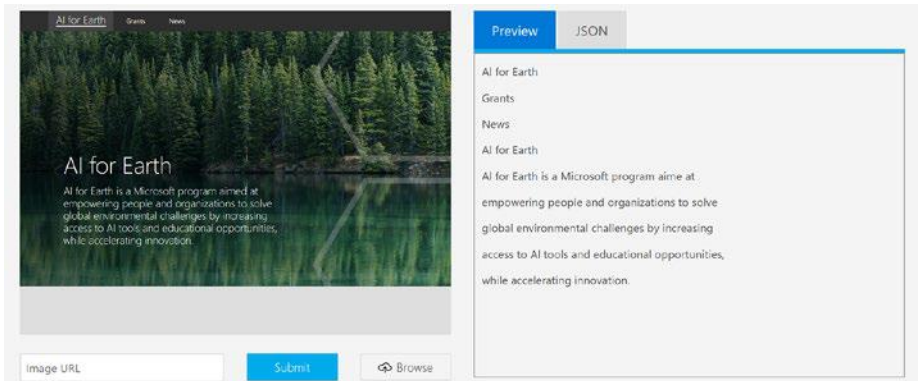 AI for Earth Grants News
AI for Earth
AI for Earth is a Microsoft program aimed at
empowering people and organizations to solve
global environmental challenges by increasing
access to AI tools and educational opportunities,
while accelerating innovation.
Image URL Submit Browse
Preview JSON
AI for Earth
Grants
News
AI for Earth
AI for Earth is a Microsoft program aime at
empowering people and organizations to solve
global environmental challenges by increasing
access to AI tools and educational opportunities,
while accelerating innovation.